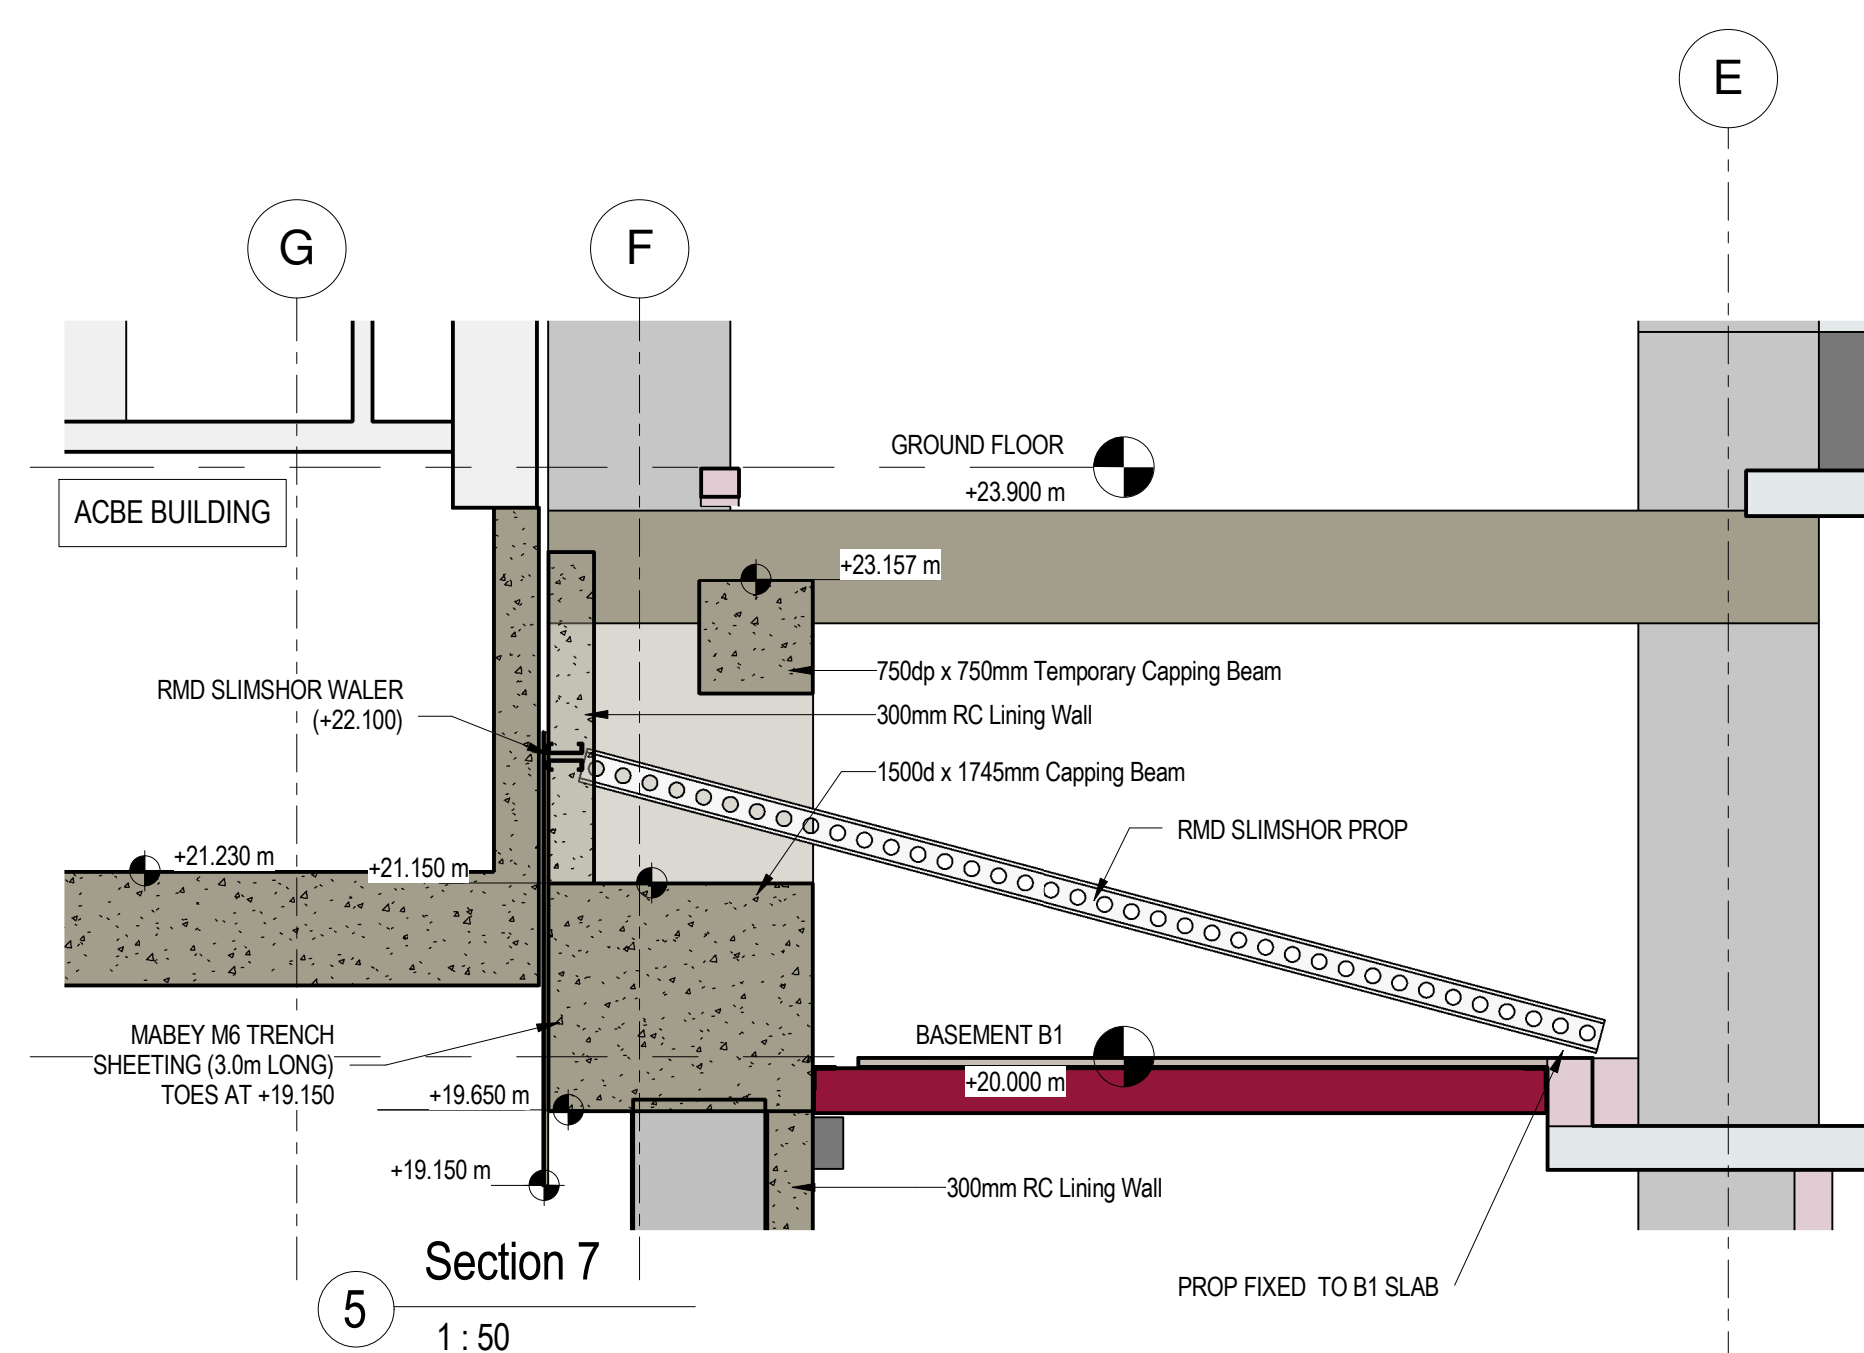 E
G
F
GROUND FLOOR
+23.900 m
ACBE BUILDING
+23.157 m
750dp x 750mm Temporary Capping Beam
RMD SLIMSHOR WALER
(+22.100)
300mm RC Lining Wall
1500d x 1745mm Capping Beam
RMD SLIMSHOR PROP
+21.230 m
+21.150 m
MABEY M6 TRENCH
SHEETING (3.0m LONG)
TOES AT +19.150
BASEMENT B1
+20.000 m
+19.650 m
+19.150 m
300mm RC Lining Wall
PROP FIXED TO B1 SLAB
Section 7
5
1 : 50